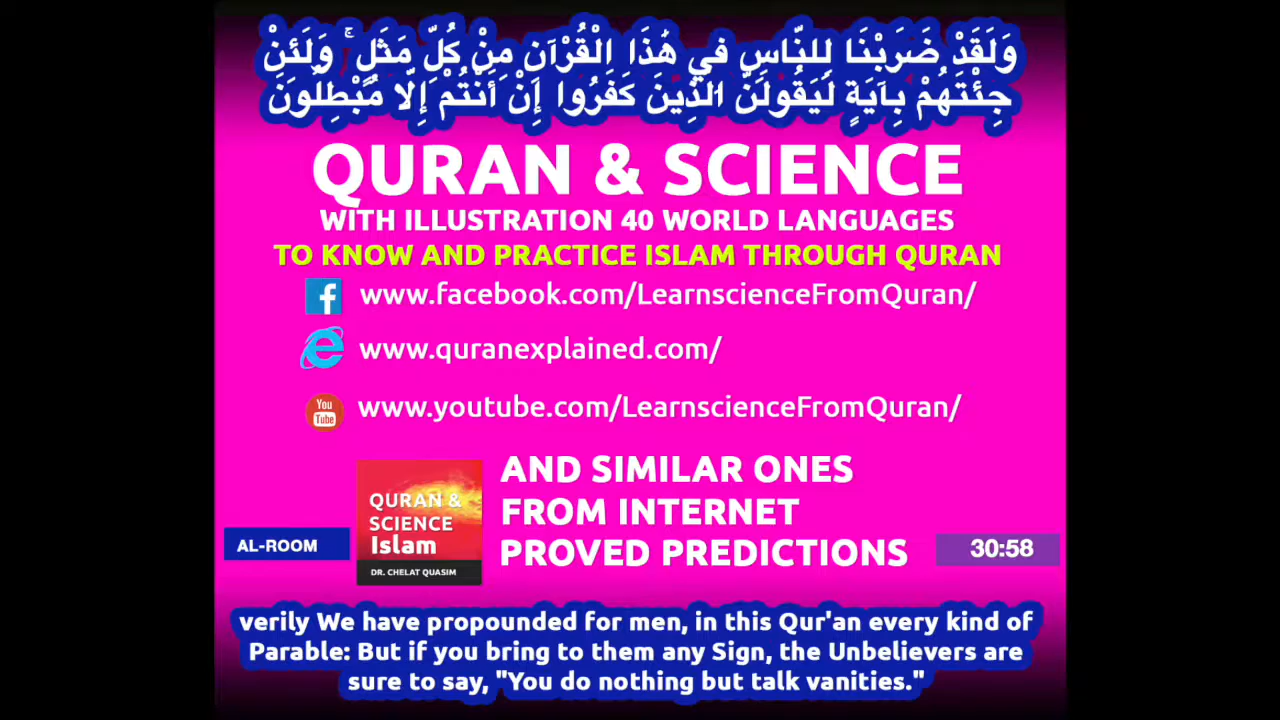 وَلَقَدْ ضَرَبْنَا لِلنَّاسِ فِي هَٰذَا الْقُرْآنِ مِنْ كُلِّ مَثَلٍ ۚ وَلَئِنْ
جِئْتَهُمْ بِآيَةٍ لَيَقُولَنَّ الَّذِينَ كَفَرُوا إِنْ أَنْتُمْ إِلَّا مُبْطِلُونَ
QURAN & SCIENCE
WITH ILLUSTRATION 40 WORLD LANGUAGES
TO KNOW AND PRACTICE ISLAM THROUGH QURAN
www.facebook.com/LearnscienceFromQuran/
www.quranexplained.com/
You
Tube
www.youtube.com/LearnscienceFromQuran/
AND SIMILAR ONES
FROM INTERNET
PROVED PREDICTIONS
QURAN &
SCIENCE
Islam
DR. CHELAT QUASIM
AL-ROOM
30:58
verily We have propounded for men, in this Qur'an every kind of
Parable: But if you bring to them any Sign, the Unbelievers are
sure to say, "You do nothing but talk vanities."